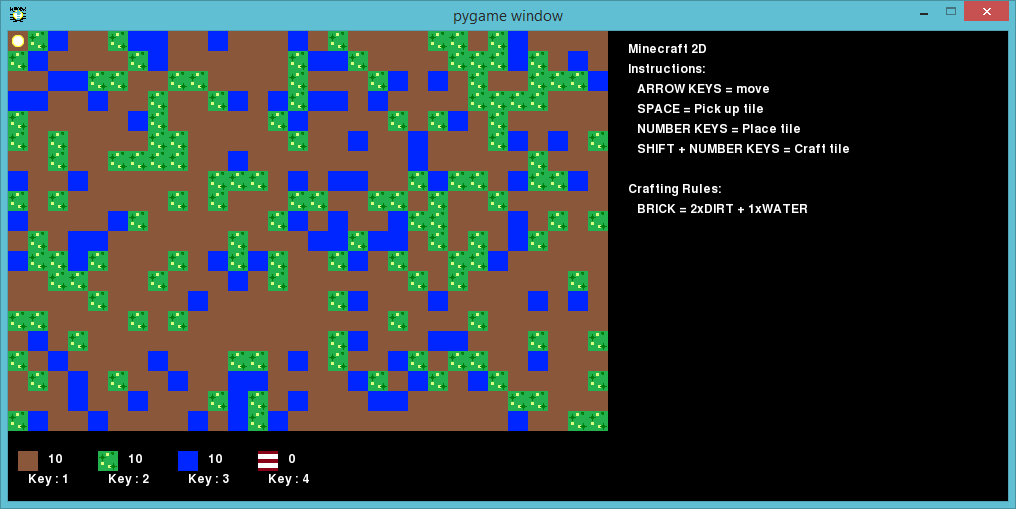 pygame window
Minecraft 2D
Instructions:
ARROW KEYS = move
SPACE = Pick up tile
NUMBER KEYS = Place tile
SHIFT + NUMBER KEYS = Craft tile
Crafting Rules:
BRICK = 2xDIRT + 1xWATER
10 10 10 0
Key : 1 Key : 2 Key : 3 Key : 4